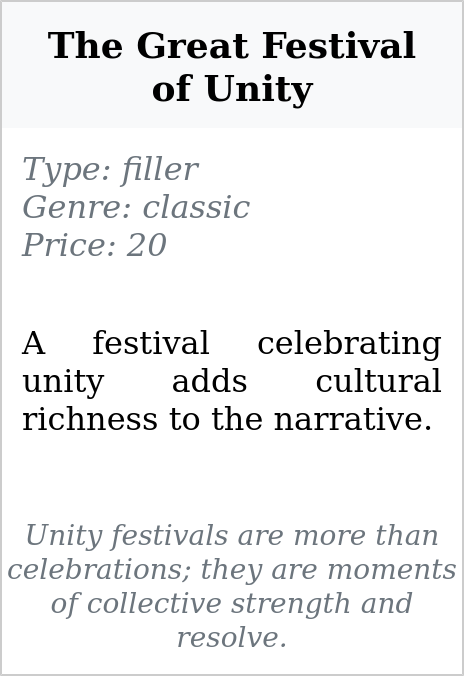 The Great Festival
of Unity
Type: filler
Genre: classic
Price: 20
A festival celebrating
unity adds cultural
richness to the narrative.
Unity festivals are more than
celebrations; they are moments
of collective strength and
resolve.